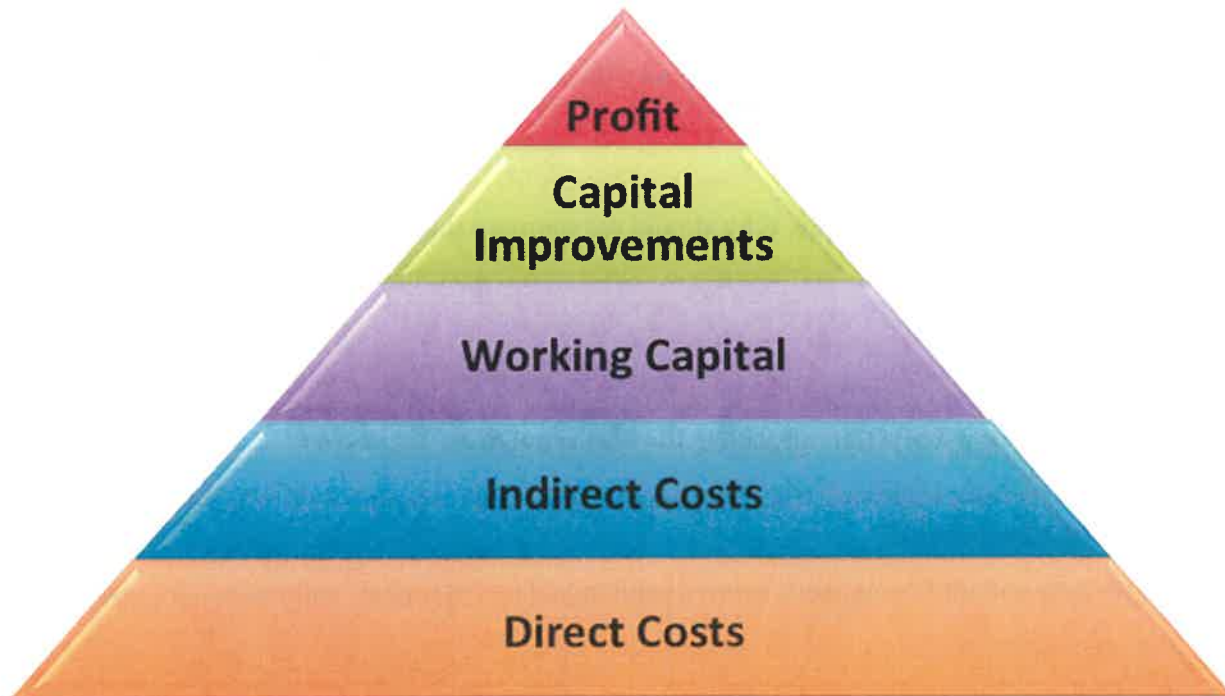 Profit
Capital
Improvements
Working Capital
Indirect Costs
Direct Costs